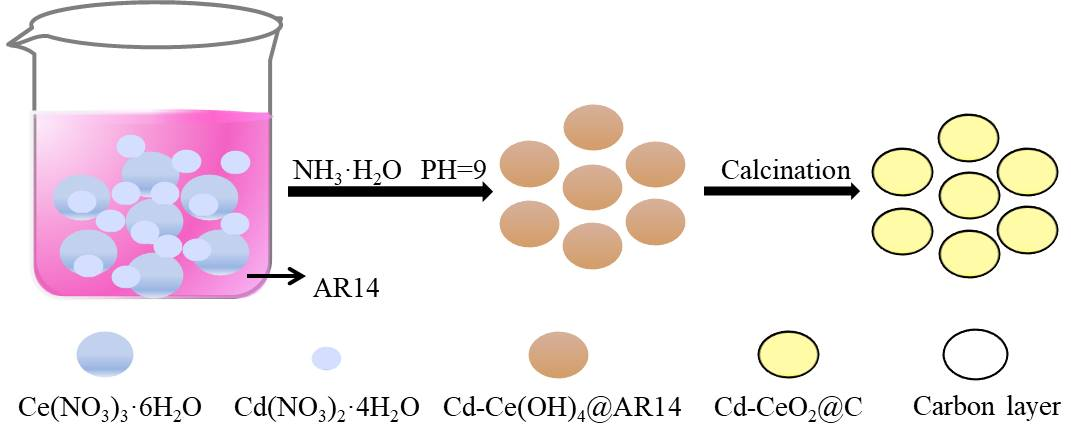 NH₃·H₂O PH=9
Calcination
AR14
Ce(NO₃)₃·6H₂O
Cd(NO₃)₂·4H₂O
Cd-Ce(OH)₄@AR14
Cd-CeO₂@C
Carbon layer